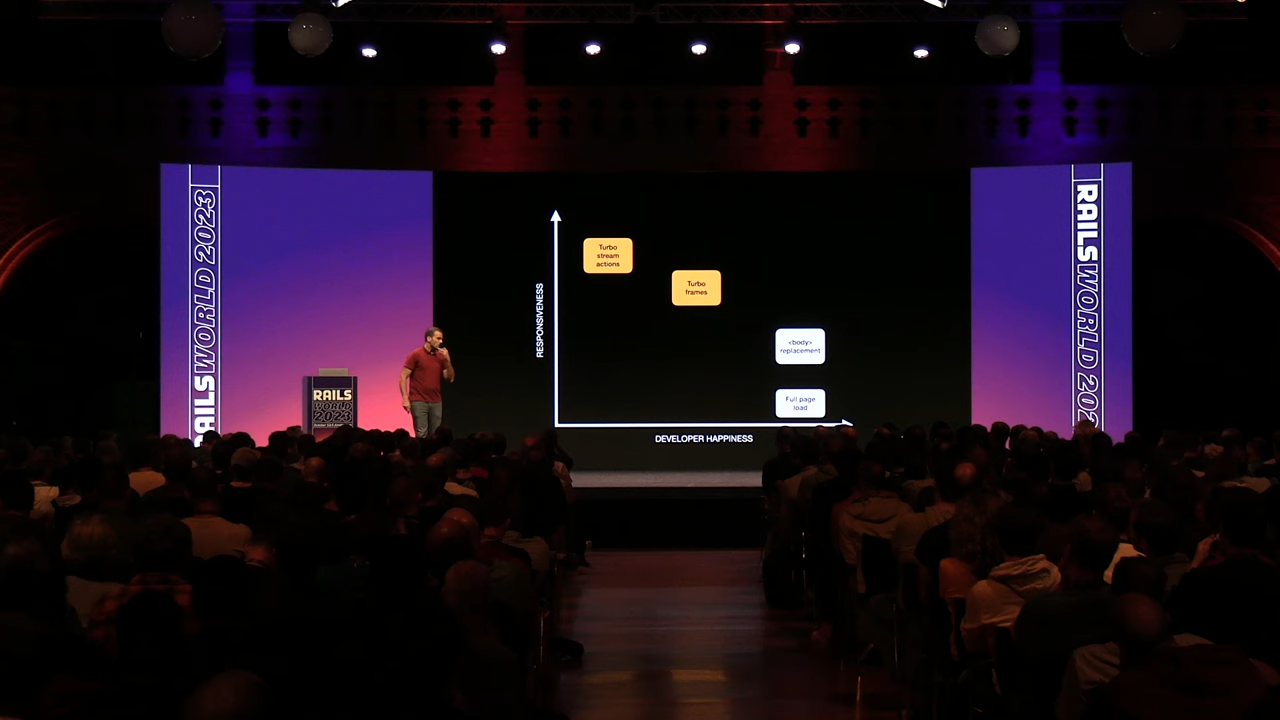 RAILS WORLD 2023
RAILS
WORLD
2023
RESPONSIVENESS
Turbo
stream
actions
Turbo
frames
<body>
replacement
Full page
load
DEVELOPER HAPPINESS
RAILS WORLD 202